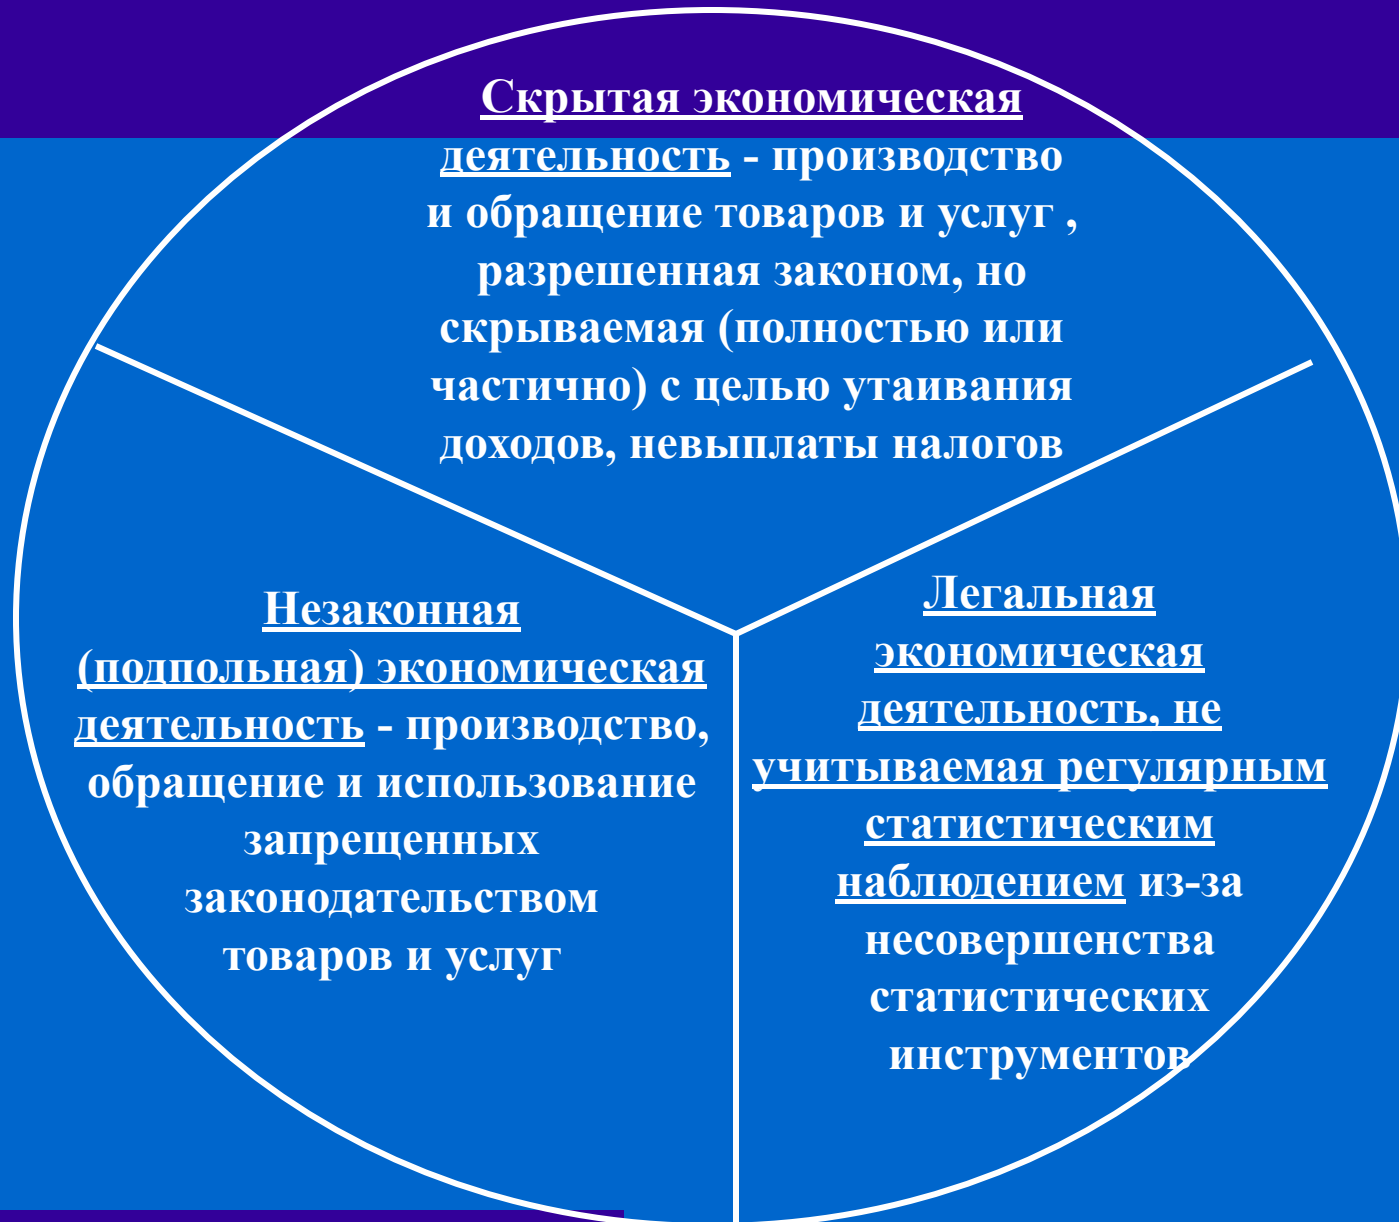 Скрытая экономическая
деятельность - производство
и обращение товаров и услуг ,
разрешенная законом, но
скрываемая (полностью или
частично) с целью утаивания
доходов, невыплаты налогов
Незаконная
(подпольная) экономическая
деятельность - производство,
обращение и использование
запрещенных
законодательством
товаров и услуг
Легальная
экономическая
деятельность, не
учитываемая регулярным
статистическим
наблюдением из-за
несовершенства
статистических
инструментов